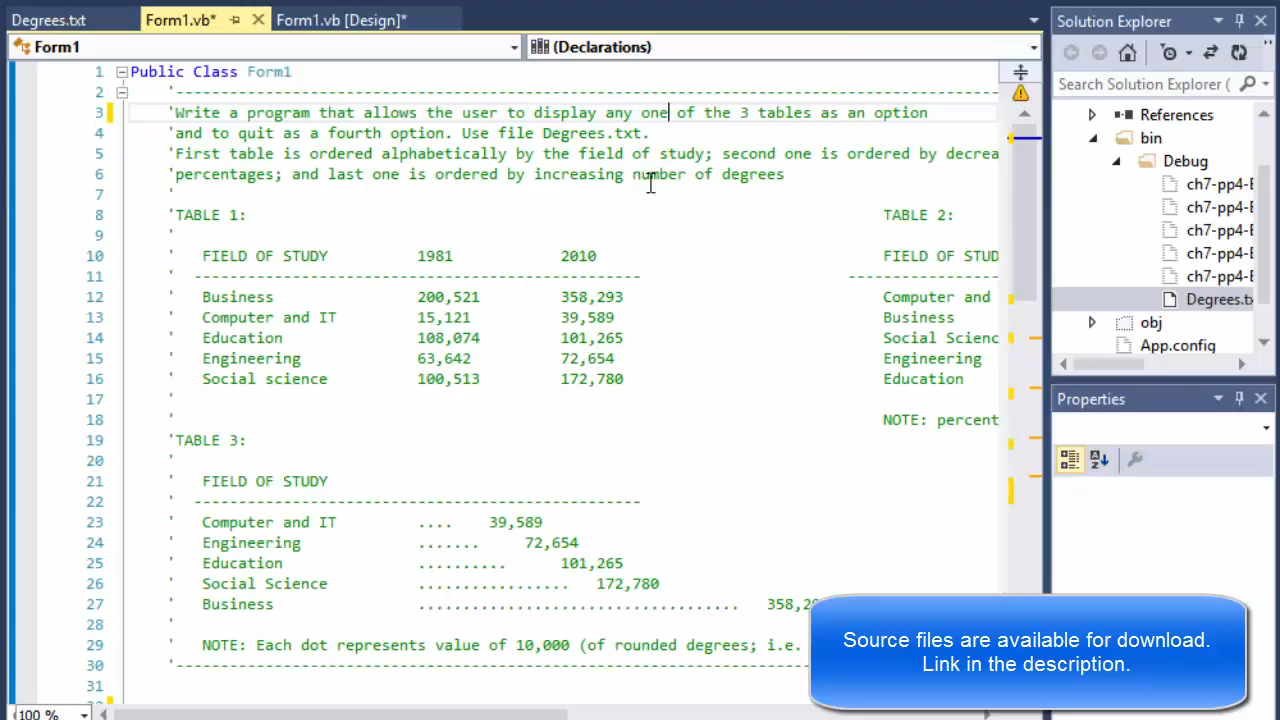 Degrees.txt Form1.vb* Form1.vb [Design]*
Form1 (Declarations)
1 Public Class Form1
2 '--------------------------------------------------------------------------------------------
3 'Write a program that allows the user to display any one of the 3 tables as an option
4 'and to quit as a fourth option. Use file Degrees.txt.
5 'First table is ordered alphabetically by the field of study; second one is ordered by decrea
6 'percentages; and last one is ordered by increasing number of degrees
7 '
8 'TABLE 1: TABLE 2:
9 '
10 ' FIELD OF STUDY 1981 2010 FIELD OF STUD
11 ' -------------------------------------------------- -----------------
12 ' Business 200,521 358,293 Computer and
13 ' Computer and IT 15,121 39,589 Business
14 ' Education 108,074 101,265 Social Scienc
15 ' Engineering 63,642 72,654 Engineering
16 ' Social science 100,513 172,780 Education
17 '
18 ' NOTE: percent
19 'TABLE 3:
20 '
21 ' FIELD OF STUDY
22 ' --------------------------------------------------
23 ' Computer and IT .... 39,589
24 ' Engineering ....... 72,654
25 ' Education .......... 101,265
26 ' Social Science ................. 172,780
27 ' Business .................................... 358,2
28 '
29 ' NOTE: Each dot represents value of 10,000 (of rounded degrees; i.e.
30 '------------------------------------------------------------------------
31
100 %
Solution Explorer
Search Solution Explorer (
References
bin
Debug
ch7-pp4-E
ch7-pp4-E
ch7-pp4-E
ch7-pp4-E
ch7-pp4-E
Degrees.tx
obj
App.config
Properties
Source files are available for download.
Link in the description.